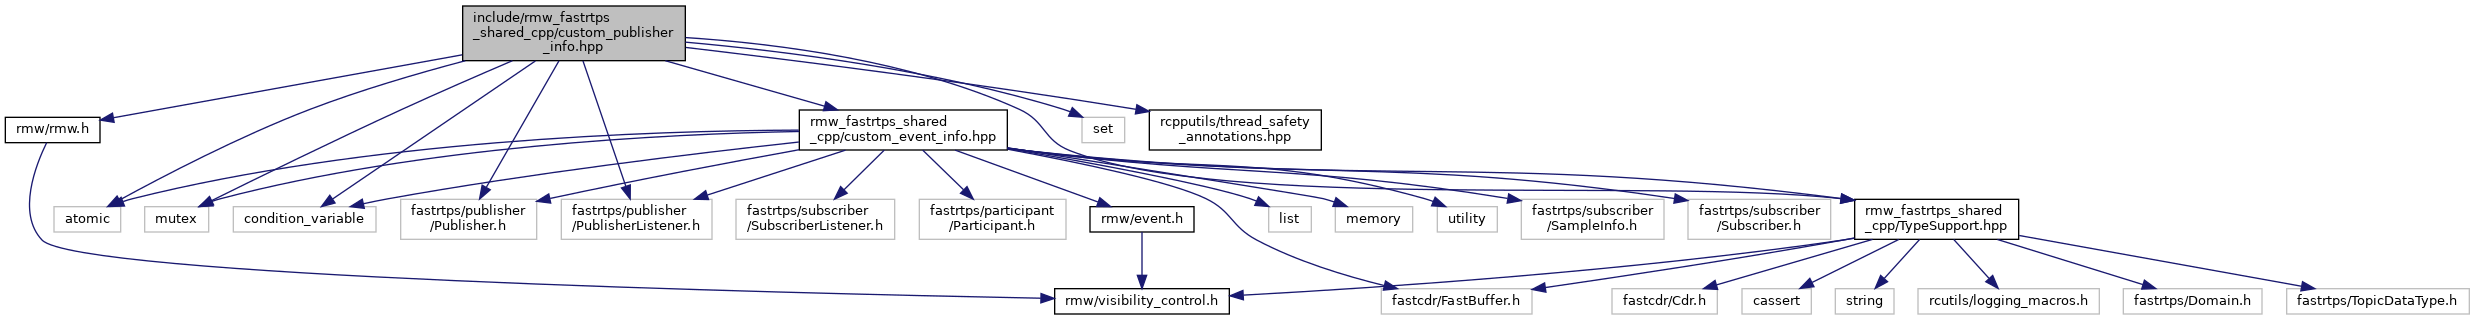 include/rmw_fastrtps
_shared_cpp/custom_publisher
_info.hpp
rmw/rmw.h
rmw_fastrtps_shared
_cpp/custom_event_info.hpp
set
rcpputils/thread_safety
_annotations.hpp
atomic
mutex
condition_variable
fastrtps/publisher
/Publisher.h
fastrtps/publisher
/PublisherListener.h
fastrtps/subscriber
/SubscriberListener.h
fastrtps/participant
/Participant.h
rmw/event.h
list
memory
utility
fastrtps/subscriber
/SampleInfo.h
fastrtps/subscriber
/Subscriber.h
rmw_fastrtps_shared
_cpp/TypeSupport.hpp
rmw/visibility_control.h
fastcdr/FastBuffer.h
fastcdr/Cdr.h
cassert
string
rcutils/logging_macros.h
fastrtps/Domain.h
fastrtps/TopicDataType.h